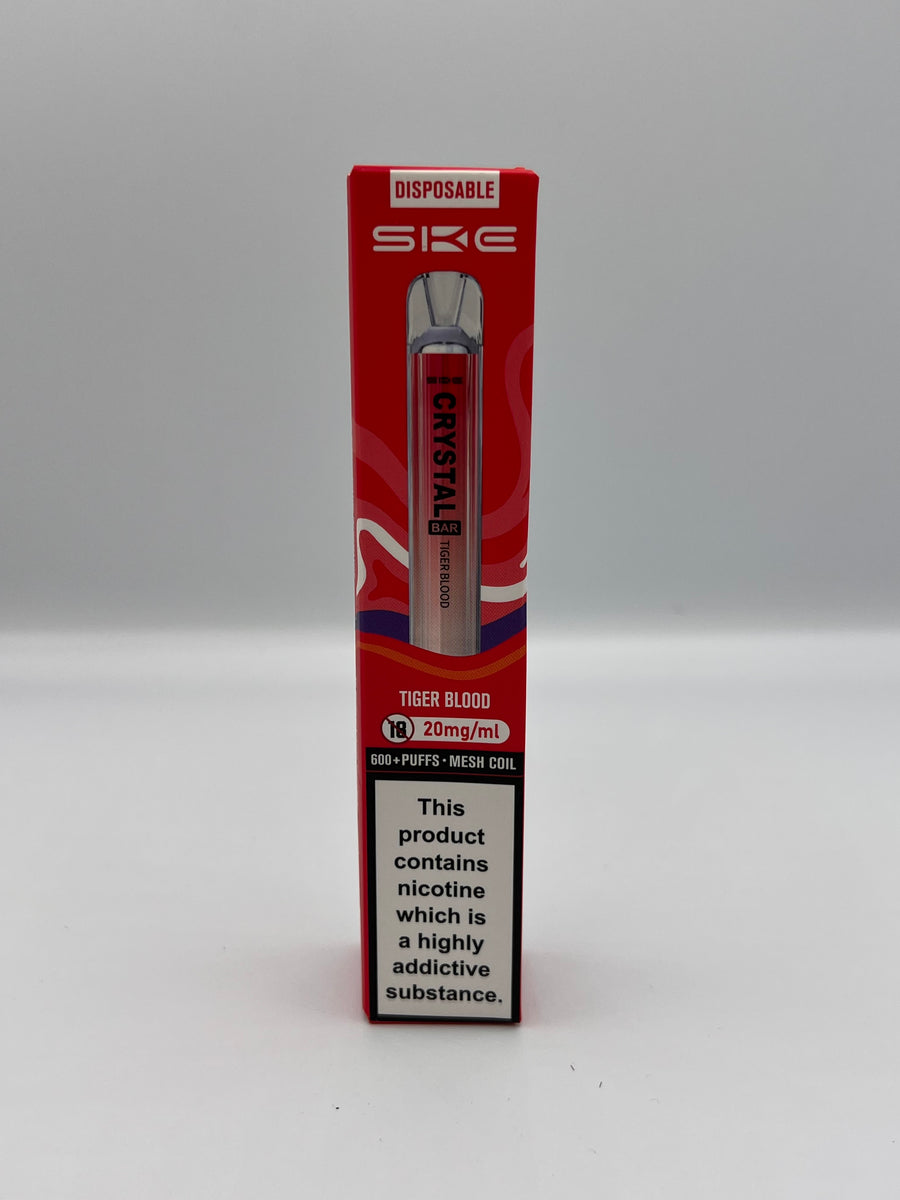 DISPOSABLE
SKE
CRYSTAL
BAR
TIGER BLOOD
TIGER BLOOD
18 20mg/ml
600+PUFFS · MESH COIL
This
product
contains
nicotine
which is
a highly
addictive
substance.